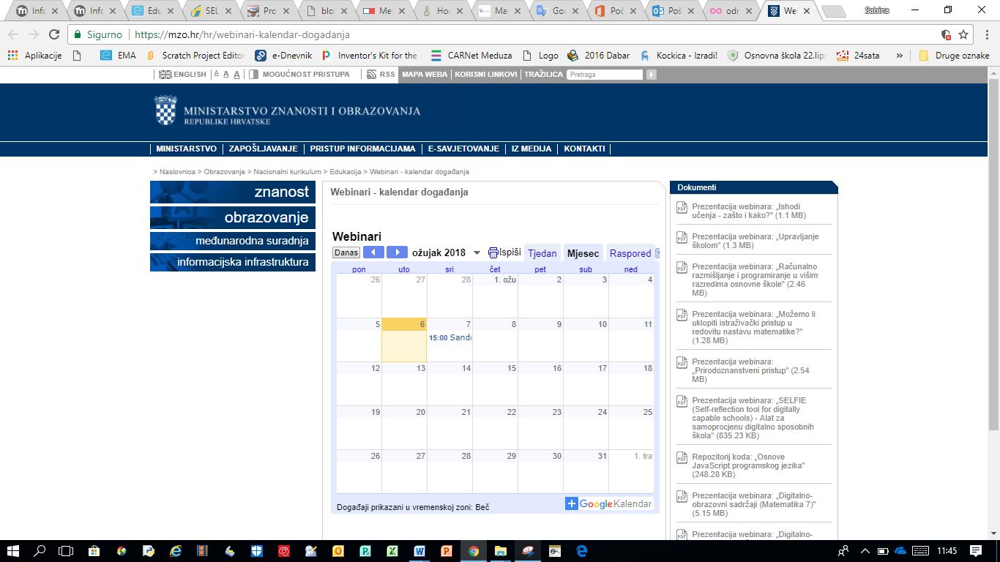 Info
Info
Edu
SEL
Pro
blo
Me
Hor
Ma
Goo
Poč
Poš
odr
We
Sabina
Sigurno
https://mzo.hr/hr/webinari-kalendar-dogadanja
Aplikacije
EMA
Scratch Project Editor
e-Dnevnik
Inventor's Kit for the
CARNet Meduza
Logo
2016 Dabar
Kockica - Izradi!
Osnovna škola 22.lipr
24sata
»
Druge oznake
ENGLISH
A A A
MOGUĆNOST PRISTUPA
RSS
MAPA WEBA
KORISNI LINKOVI
TRAŽILICA
Pretraga
MINISTARSTVO ZNANOSTI I OBRAZOVANJA
REPUBLIKE HRVATSKE
MINISTARSTVO
ZAPOŠLJAVANJE
PRISTUP INFORMACIJAMA
E-SAVJETOVANJE
IZ MEDIJA
KONTAKTI
> Naslovnica > Obrazovanje > Nacionalni kurikulum > Edukacija > Webinari - kalendar događanja
znanost
obrazovanje
međunarodna suradnja
informacijska infrastruktura
Webinari - kalendar događanja
Webinari
Danas
ožujak 2018
Ispiši
Tjedan
Mjesec
Raspored
pon uto sri čet pet sub ned
26 27 28 1. ožu 2 3 4
5 6 7 8 9 10 11
15:00 Sandr
12 13 14 15 16 17 18
19 20 21 22 23 24 25
26 27 28 29 30 31 1. tra
Događaji prikazani u vremenskoj zoni: Beč
Google Kalendar
Dokumenti
Prezentacija webinara: „Ishodi
učenja - zašto i kako?" (1.1 MB)
Prezentacija webinara: „Upravljanje
školom" (1.3 MB)
Prezentacija webinara: „Računalno
razmišljanje i programiranje u višim
razredima osnovne škole" (2.46
MB)
Prezentacija webinara: „Možemo li
uklopiti istraživački pristup u
redovitu nastavu matematike?"
(1.28 MB)
Prezentacija webinara:
„Prirodoznanstveni pristup" (2.54
MB)
Prezentacija webinara: „SELFIE
(Self-reflection tool for digitally
capable schools) - Alat za
samoprocjenu digitalno sposobnih
škola" (835.23 KB)
Repozitorij koda: „Osnove
JavaScript programskog jezika"
(248.28 KB)
Prezentacija webinara: „Digitalno-
obrazovni sadržaji (Matematika 7)"
(5.15 MB)
Prezentacija webinara: „Digitalno-
11:45